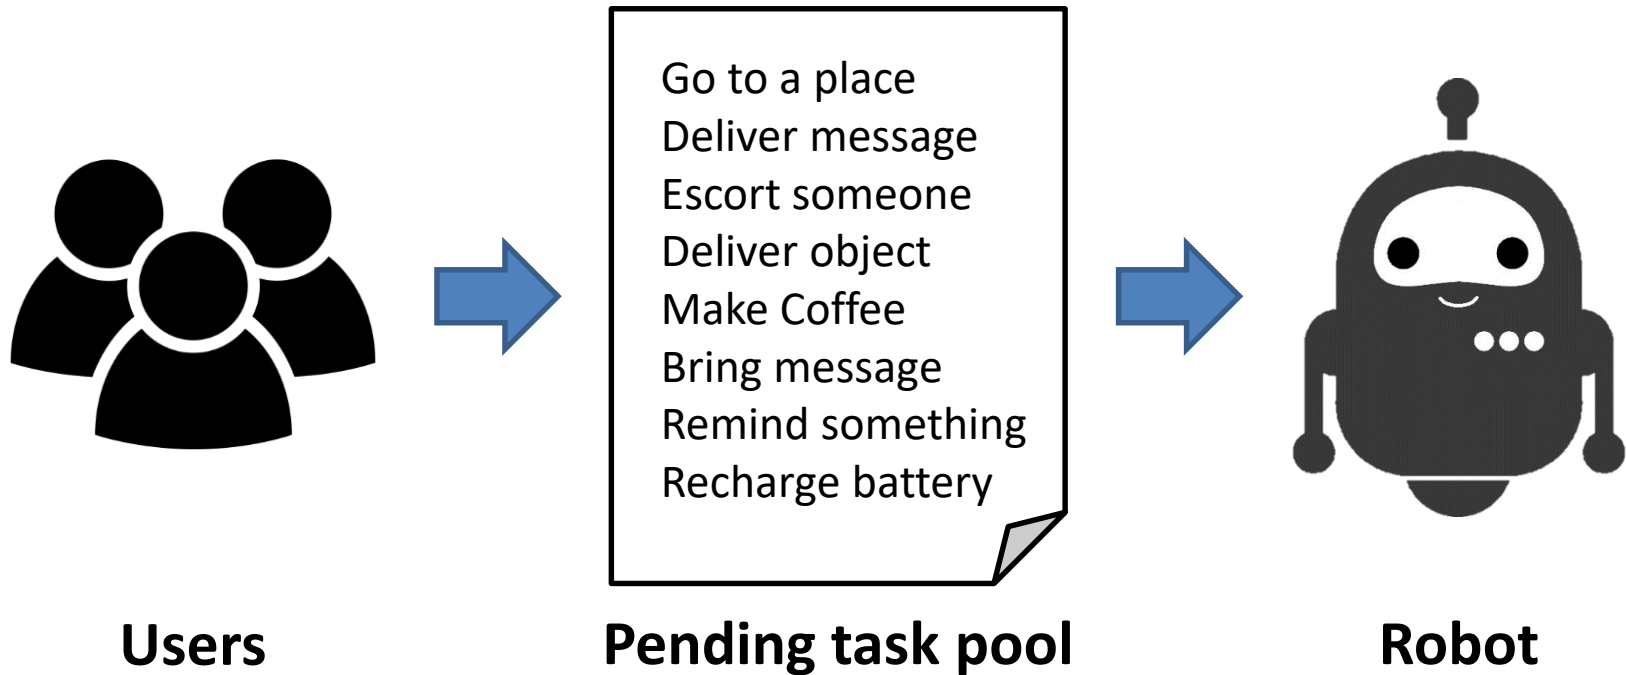 Go to a place
Deliver message
Escort someone
Deliver object
Make Coffee
Bring message
Remind something
Recharge battery
Users
Pending task pool
Robot